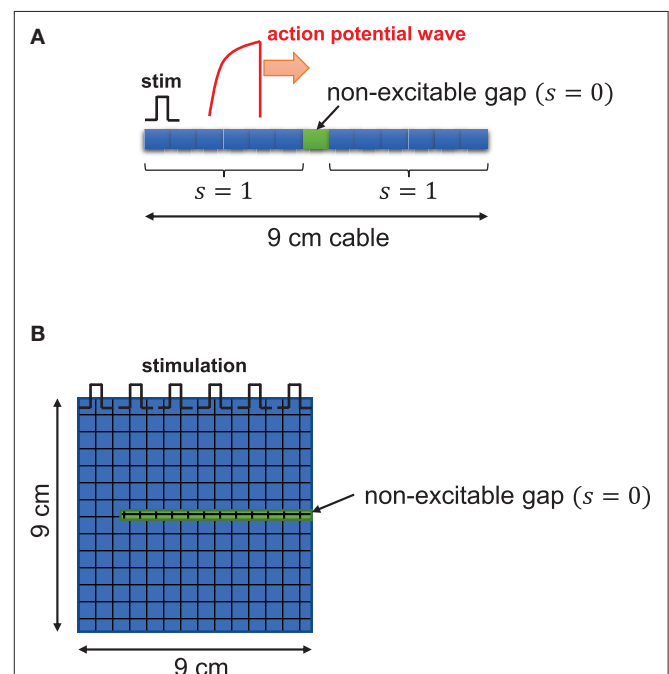 A
action potential wave
stim
non-excitable gap (𝑠 = 0)
𝑠 = 1
𝑠 = 1
9 cm cable
B
stimulation
non-excitable gap (𝑠 = 0)
9 cm
9 cm